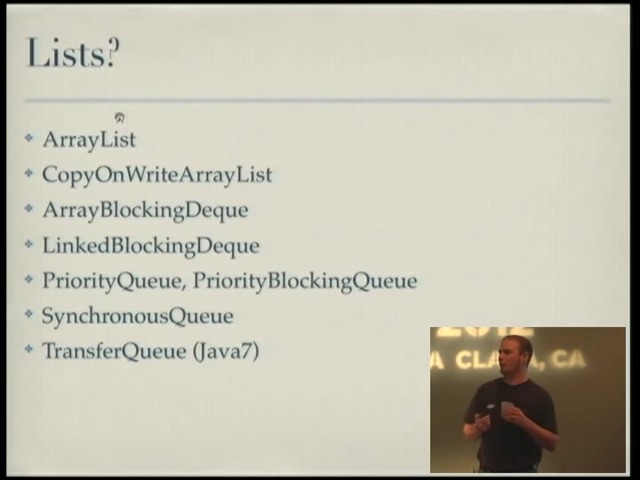 Lists?
ArrayList
CopyOnWriteArrayList
ArrayBlockingDeque
LinkedBlockingDeque
PriorityQueue, PriorityBlockingQueue
SynchronousQueue
TransferQueue (Java7)
2012
A CLARA, CA